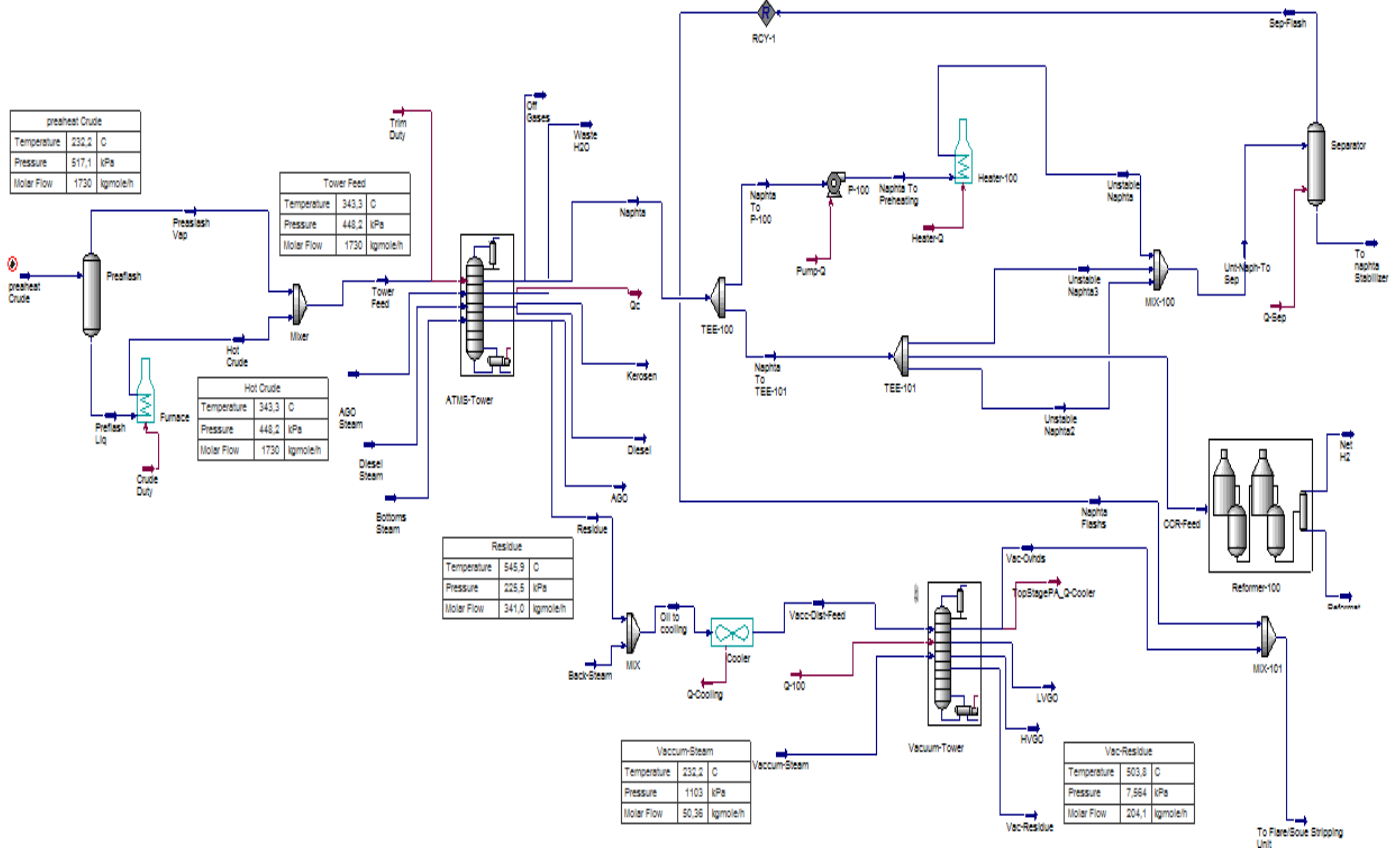 RCY-1
Sep-Flash
Off
Gases
Trim
Duty
Waste
H2O
preaheat Crude
Temperature 232,2 C
Pressure 517,1 kPa
Molar Flow 1730 kgmole/h
Separator
Tower Feed
Temperature 343,3 C
Pressure 448,2 kPa
Molar Flow 1730 kgmole/h
Heater-100
P-100
Naphta
To
P-100
Naphta To
Preheating
Unstable
Naphta
Naphta
Preaslash
Vap
Heater-Q
To
naphta
Stabilizer
Preaflash
preaheat
Crude
Pump-Q
Unt-Naph-To
Sep
Unstable
Naphta3
MIX-100
Tower
Feed
Qc
Q-Sep
Mixer
TEE-100
Hot
Crude
Naphta
To
TEE-101
TEE-101
Kerosen
Hot Crude
Temperature 343,3 C
Pressure 448,2 kPa
Molar Flow 1730 kgmole/h
ATMS-Tower
AGO
Steam
Furnace
Preflash
Liq
Unstable
Naphta2
Diesel
Net
H2
Diesel
Steam
Crude
Duty
AGO
Bottoms
Steam
Residue
Naphta
Flashs
CCR-Feed
Residue
Temperature 545,9 C
Pressure 225,5 kPa
Molar Flow 341,0 kgmole/h
Vac-Ovhds
Reformer-100
TopStagePA_Q-Cooler
Reformat
Oil to
cooling
Vacc-Dist-Feed
MIX
Cooler
Back-Steam
Q-Cooling
Q-100
MIX-101
LVGO
HVGO
Vacuum-Tower
Vaccum-Steam
Temperature 232,2 C
Pressure 1103 kPa
Molar Flow 50,36 kgmole/h
Vaccum-Steam
Vac-Residue
Temperature 503,8 C
Pressure 7,564 kPa
Molar Flow 204,1 kgmole/h
Vac-Residue
To Flare/Soue Stripping
Unit